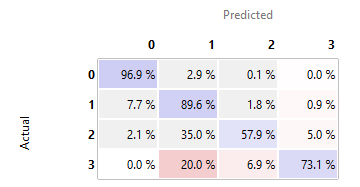 Predicted
0 1 2 3
0 96.9 % 2.9 % 0.1 % 0.0 %
1 7.7 % 89.6 % 1.8 % 0.9 %
2 2.1 % 35.0 % 57.9 % 5.0 %
3 0.0 % 20.0 % 6.9 % 73.1 %
Actual